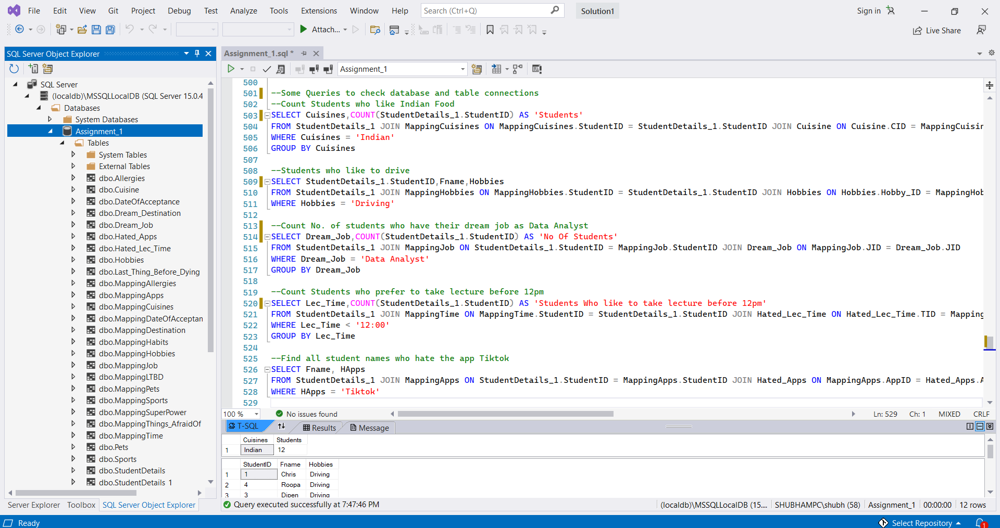 File Edit View Git Project Debug Test Analyze Tools Extensions Window Help Search (Ctrl+Q) Solution1 Sign in
Attach... Live Share
SQL Server Object Explorer
Assignment_1.sql *
Assignment_1
SQL Server
(localdb)\MSSQLLocalDB (SQL Server 15.0.4
Databases
System Databases
Assignment_1
Tables
System Tables
External Tables
dbo.Allergies
dbo.Cuisine
dbo.DateOfAcceptance
dbo.Dream_Destination
dbo.Dream_Job
dbo.Hated_Apps
dbo.Hated_Lec_Time
dbo.Hobbies
dbo.Last_Thing_Before_Dying
dbo.MappingAllergies
dbo.MappingApps
dbo.MappingCuisines
dbo.MappingDateOfAcceptan
dbo.MappingDestination
dbo.MappingHabits
dbo.MappingHobbies
dbo.MappingJob
dbo.MappingLTBD
dbo.MappingPets
dbo.MappingSports
dbo.MappingSuperPower
dbo.MappingThings_AfraidOf
dbo.MappingTime
dbo.Pets
dbo.Sports
dbo.StudentDetails
dbo.StudentDetails 1
Server Explorer Toolbox SQL Server Object Explorer
500
501 --Some Queries to check database and table connections
502 --Count Students who like Indian Food
503 SELECT Cuisines,COUNT(StudentDetails_1.StudentID) AS 'Students'
504 FROM StudentDetails_1 JOIN MappingCuisines ON MappingCuisines.StudentID = StudentDetails_1.StudentID JOIN Cuisine ON Cuisine.CID = MappingCuisin
505 WHERE Cuisines = 'Indian'
506 GROUP BY Cuisines
507
508 --Students who like to drive
509 SELECT StudentDetails_1.StudentID,Fname,Hobbies
510 FROM StudentDetails_1 JOIN MappingHobbies ON MappingHobbies.StudentID = StudentDetails_1.StudentID JOIN Hobbies ON Hobbies.Hobby_ID = MappingHob
511 WHERE Hobbies = 'Driving'
512
513 --Count No. of students who have their dream job as Data Analyst
514 SELECT Dream_Job,COUNT(StudentDetails_1.StudentID) AS 'No Of Students'
515 FROM StudentDetails_1 JOIN MappingJob ON StudentDetails_1.StudentID = MappingJob.StudentID JOIN Dream_Job ON MappingJob.JID = Dream_Job.JID
516 WHERE Dream_Job = 'Data Analyst'
517 GROUP BY Dream_Job
518
519 --Count Students who prefer to take lecture before 12pm
520 SELECT Lec_Time,COUNT(StudentDetails_1.StudentID) AS 'Students Who like to take lecture before 12pm'
521 FROM StudentDetails_1 JOIN MappingTime ON MappingTime.StudentID = StudentDetails_1.StudentID JOIN Hated_Lec_Time ON Hated_Lec_Time.TID = Mapping
522 WHERE Lec_Time < '12:00'
523 GROUP BY Lec_Time
524
525 --Find all student names who hate the app Tiktok
526 SELECT Fname, HApps
527 FROM StudentDetails_1 JOIN MappingApps ON StudentDetails_1.StudentID = MappingApps.StudentID JOIN Hated_Apps ON MappingApps.AppID = Hated_Apps.A
528 WHERE HApps = 'Tiktok'
529
100 % No issues found Ln: 529 Ch: 1 MIXED CRLF
T-SQL Results Message
Cuisines Students
1 Indian 12
StudentID Fname Hobbies
1 1 Chris Driving
2 4 Roopa Driving
3 3 Dipen Driving
Query executed successfully at 7:47:46 PM (localdb)\MSSQLLocalDB (15.... SHUBHAMPC\shubh (58) Assignment_1 00:00:00 12 rows
Ready Select Repository 1